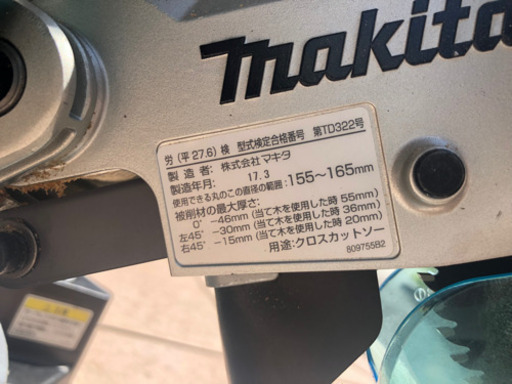 makita
労 (平27.6) 検 型式検定合格番号 第TD322号
製造者: 株式会社マキタ
製造年月: 17.3
使用できる丸のこの直径の範囲: 155~165mm
被削材の最大厚さ:
0゜ -46mm (当て木を使用した時 55mm)
左45゜ -30mm (当て木を使用した時 36mm)
右45゜ -15mm (当て木を使用した時 20mm)
用途: クロスカットソー
809755B2